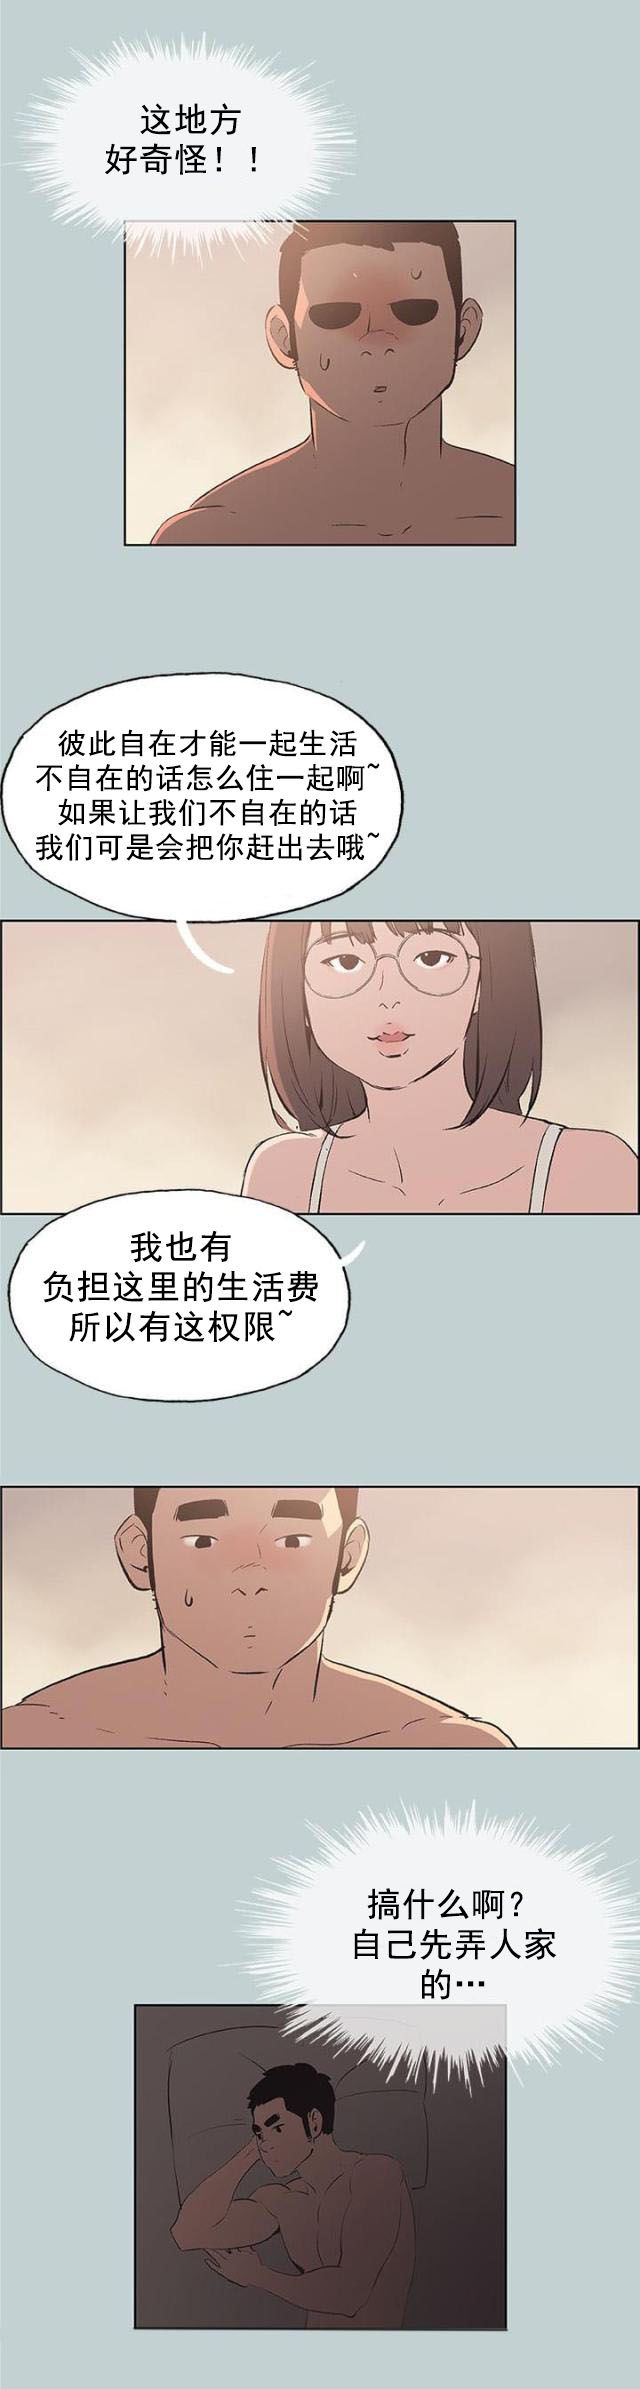 这地方
好奇怪！！
彼此自在才能一起生活
不自在的话怎么住一起啊~
如果让我们不自在的话
我们可是会把你赶出去哦~
我也有
负担这里的生活费
所以有这权限~
搞什么啊？
自己先弄人家
的…